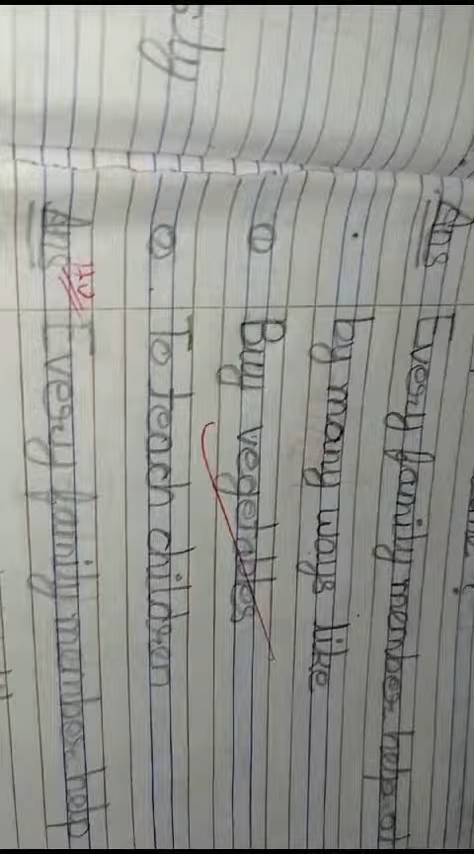 Ans Every family member help of
by many ways like
① Buy vegetables
② To teach children
Ans Every family member help